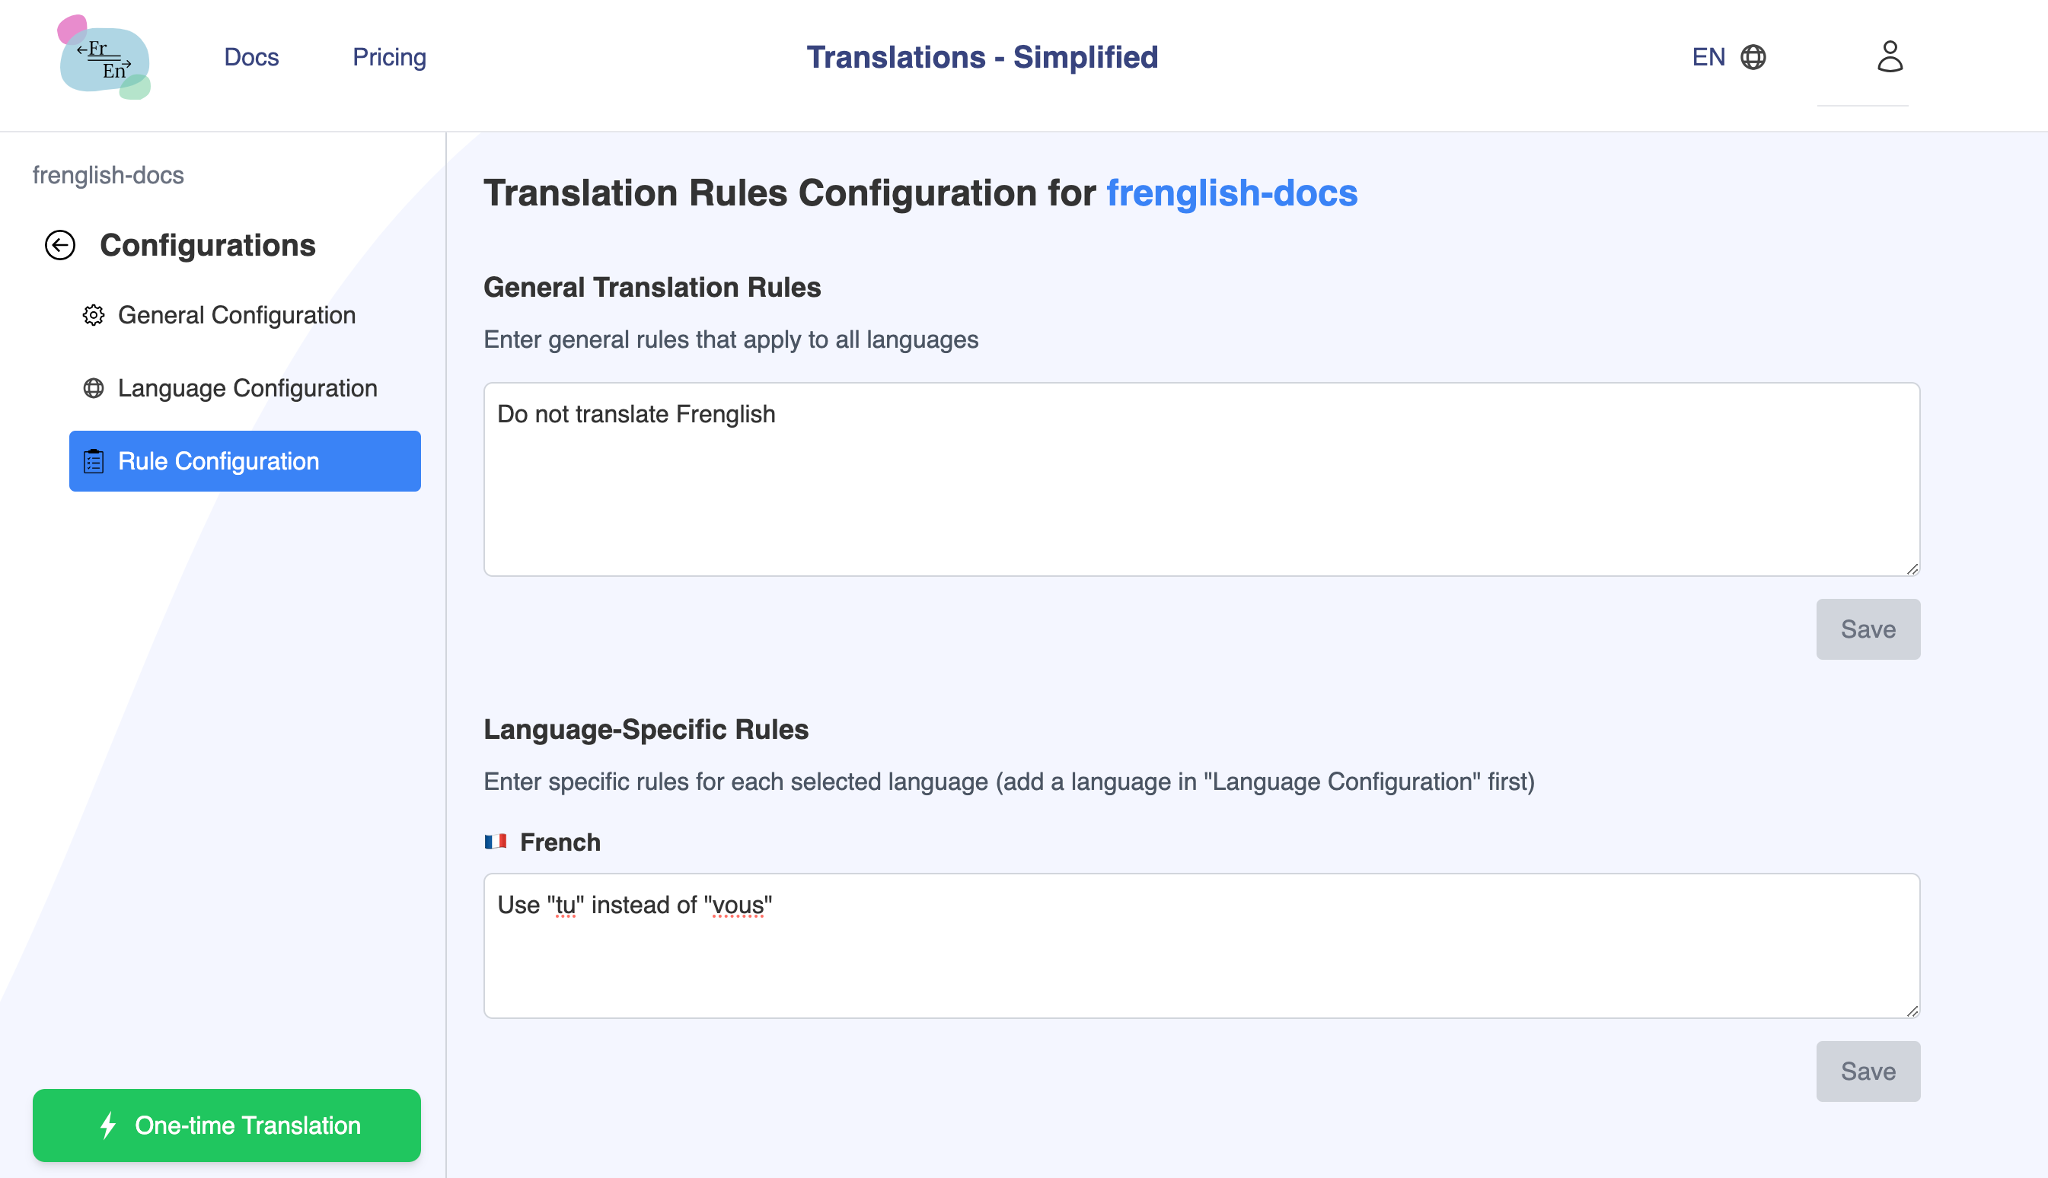 ←Fr
En→
Docs
Pricing
Translations - Simplified
EN
frenglish-docs
Configurations
General Configuration
Language Configuration
Rule Configuration
One-time Translation
Translation Rules Configuration for frenglish-docs
General Translation Rules
Enter general rules that apply to all languages
Do not translate Frenglish
Save
Language-Specific Rules
Enter specific rules for each selected language (add a language in "Language Configuration" first)
French
Use "tu" instead of "vous"
Save